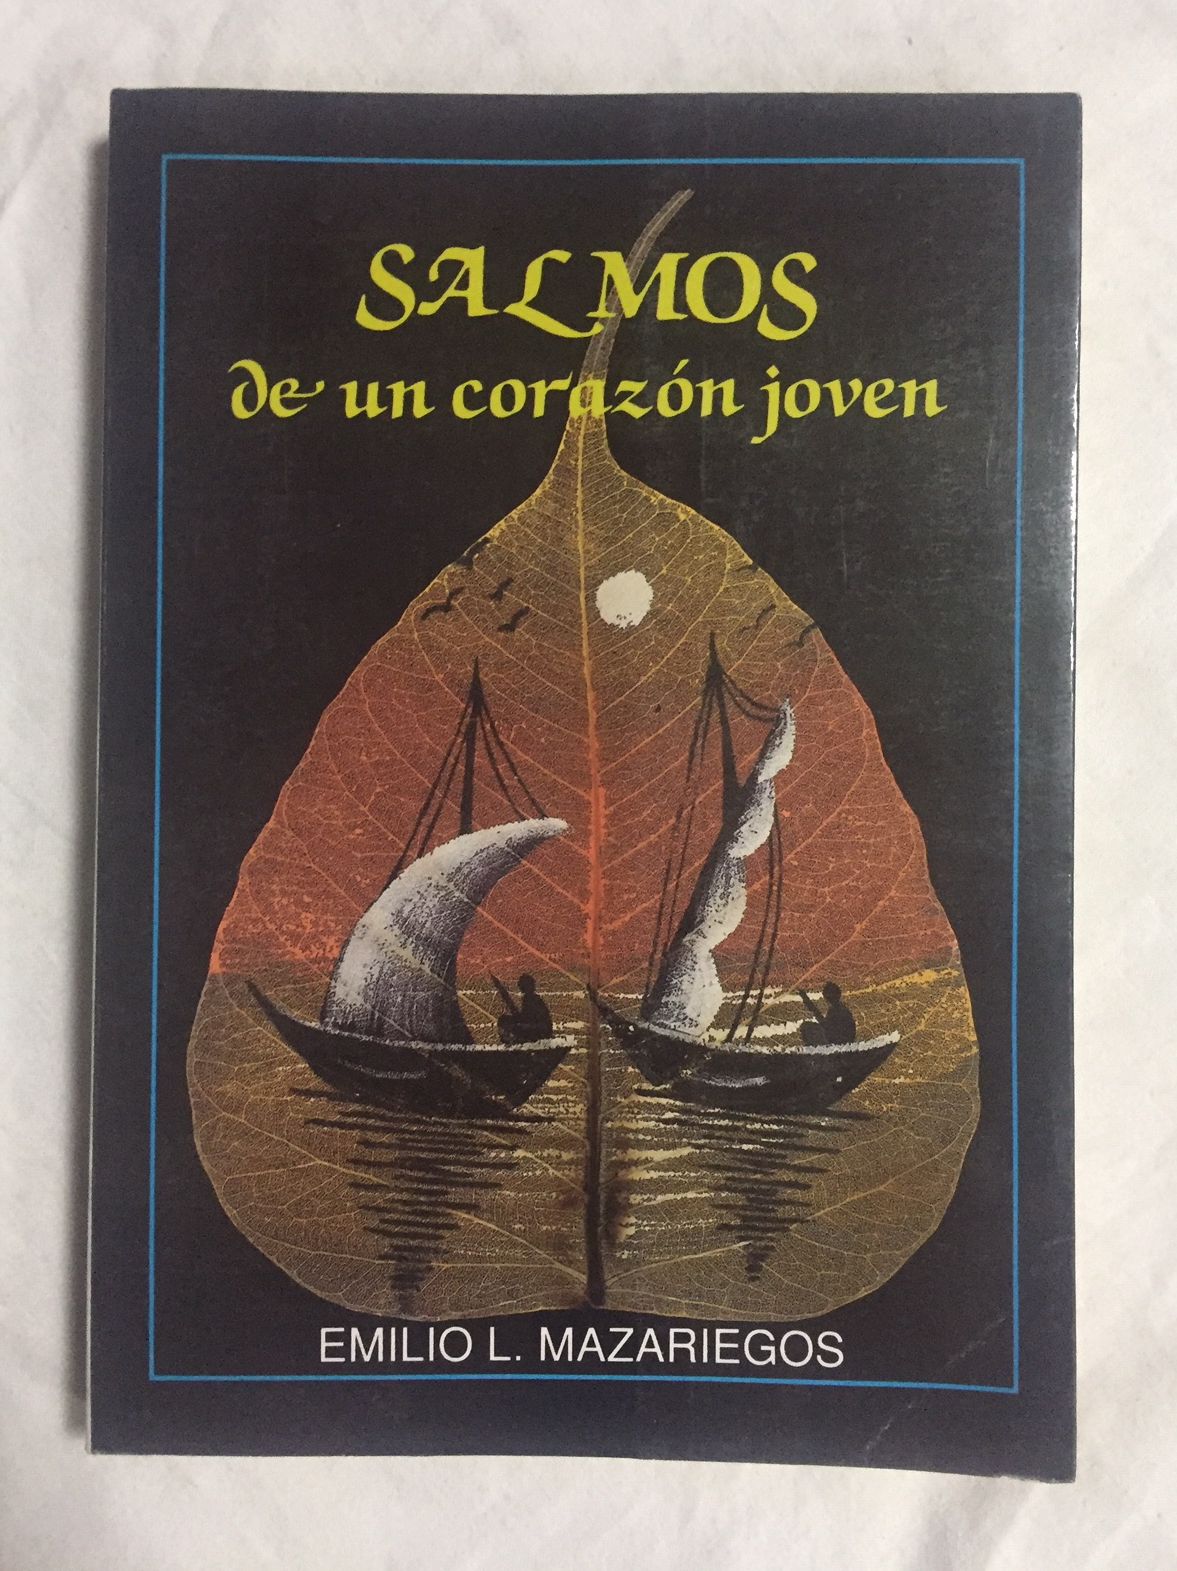 SALMOS
de un corazón joven
EMILIO L. MAZARIEGOS